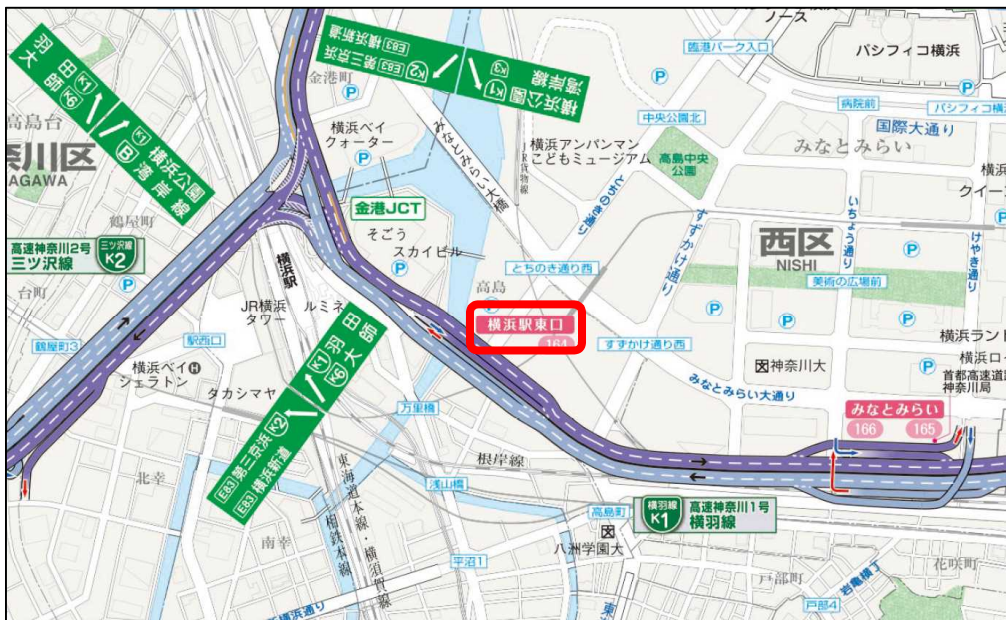 ノース
パシフィコ横浜
臨港パーク入口
病院前
パシフィコ横浜
国際大通り
みなとみらい
中央公園北
高島中央
公園
横浜アンパンマン
こどもミュージアム
JR貨物線
みなとみらい大橋
とちのき通り
すずかけ通り
いちょう通り
けやき通り
西区
NISHI
美術の広場前
とちのき通り西
すずかけ通り西
みなとみらい大通り
神奈川大
横浜ランド
横浜ロー
首都高速道
神奈川局
みなとみらい
166
165
横浜駅東口
164
高島
羽田 K1
大師 K6
K1 横浜公園
B 湾岸線
K2 第三京浜 E83
横浜新道 E83
横浜公園 K1
湾岸線 K3
金港町
横浜ベイ
クォーター
金港JCT
そごう
スカイビル
高島台
奈川区
AGAWA
鶴屋町
高速神奈川2号
三ツ沢線
三ツ沢線
K2
台町
鶴屋町3
横浜駅
JR横浜
タワー
ルミネ
駅西口
横浜ベイ
シェラトン
タカシマヤ
K1 羽田
K6 大師
E83 第三京浜 K2
E83 横浜新道
万里橋
根岸線
浅山橋
北幸
南幸
東海道本線・横須賀線
相鉄本線
平沼1
横浜通り
高島町
八洲学園大
横羽線
K1
高速神奈川1号
横羽線
戸部町
花咲町
岩亀横丁
戸部4